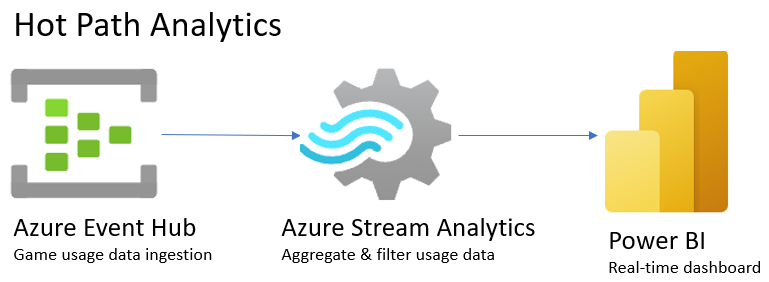 Hot Path Analytics
Azure Event Hub
Game usage data ingestion
Azure Stream Analytics
Aggregate & filter usage data
Power BI
Real-time dashboard